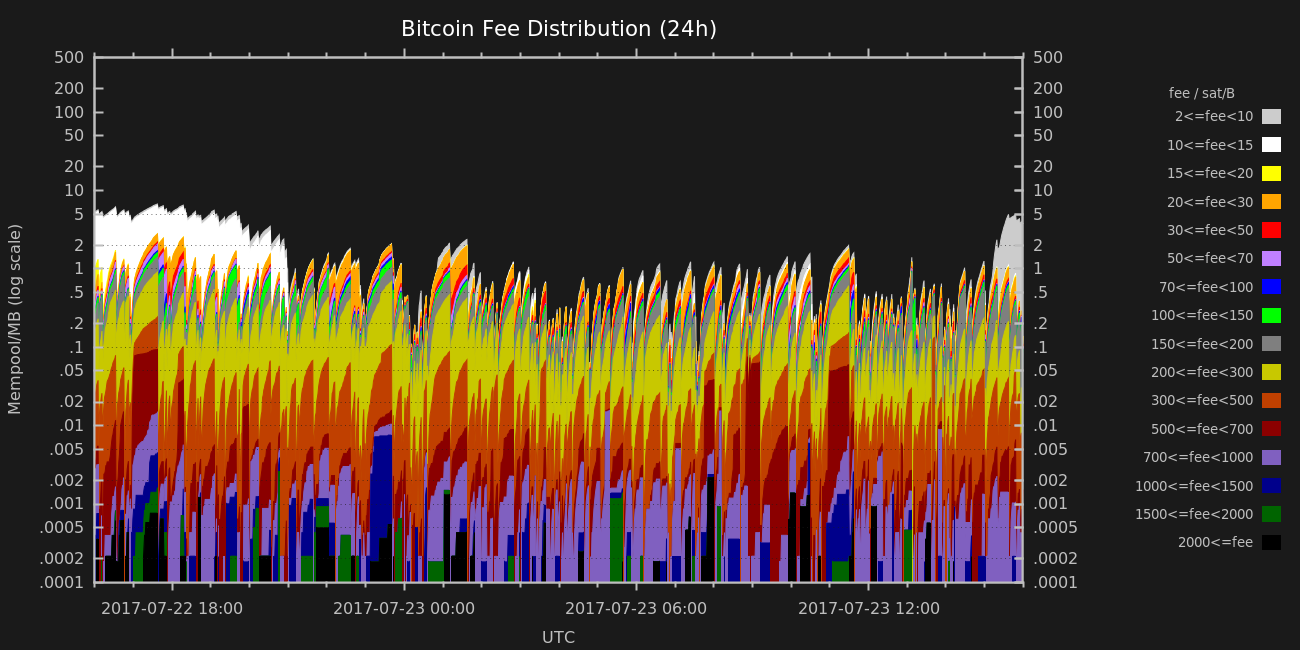 Bitcoin Fee Distribution (24h)
500
200
100
50
20
10
5
2
1
.5
.2
.1
.05
.02
.01
.005
.002
.001
.0005
.0002
.0001
Mempool/MB (log scale)
500
200
100
50
20
10
5
2
1
.5
.2
.1
.05
.02
.01
.005
.002
.001
.0005
.0002
.0001
2017-07-22 18:00
2017-07-23 00:00
2017-07-23 06:00
2017-07-23 12:00
UTC
fee / sat/B
2<=fee<10
10<=fee<15
15<=fee<20
20<=fee<30
30<=fee<50
50<=fee<70
70<=fee<100
100<=fee<150
150<=fee<200
200<=fee<300
300<=fee<500
500<=fee<700
700<=fee<1000
1000<=fee<1500
1500<=fee<2000
2000<=fee